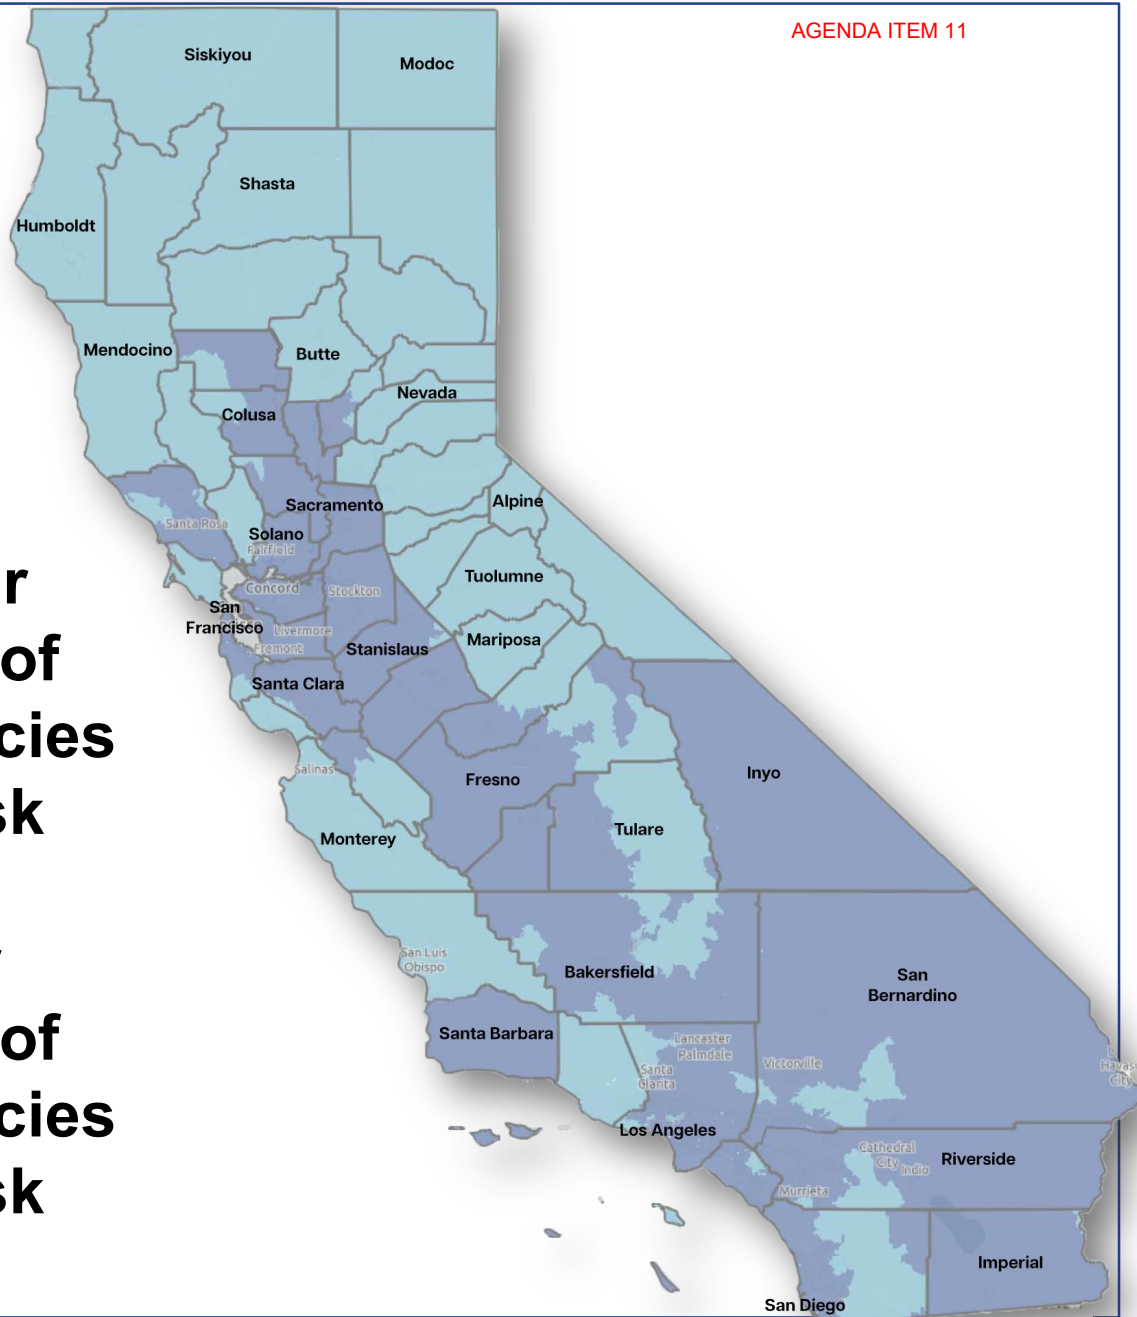 AGENDA ITEM 11
Siskiyou
Modoc
Shasta
Humboldt
Mendocino
Butte
Nevada
Colusa
Sacramento
Alpine
Santa Rosa
Solano
Fairfield
Tuolumne
r
Concord
Stockton
San
Francisco
Livermore
Mariposa
of
Fremont
Stanislaus
Santa Clara
cies
Salinas
Fresno
Inyo
sk
Monterey
Tulare
San Luis
Obispo
Bakersfield
San
Bernardino
of
Santa Barbara
Lancaster
Palmdale
Victorville
Santa
Clarita
Havas
City
cies
Los Angeles
Cathedral
City
Indio
Riverside
sk
Murrieta
Imperial
San Diego